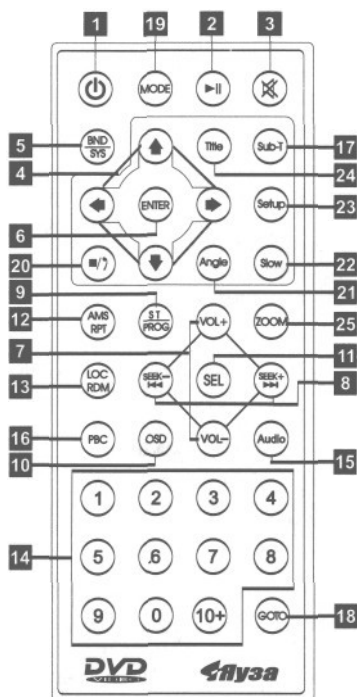 1 19 2 3
MODE
5 BND SYS Title Sub-T 17
4 24
ENTER Setup 23
6
20 Angle Slow 22
9 21
12 AMS RPT ST PROG VOL+ ZOOM 25
7 11
13 LOC RDM SEEK- SEL SEEK+ 8
16 PBC OSD VOL- Audio 15
10
1 2 3 4
14 5 .6 7 8
9 0 10+ GOTO 18
DVD VIDEO Aлуза